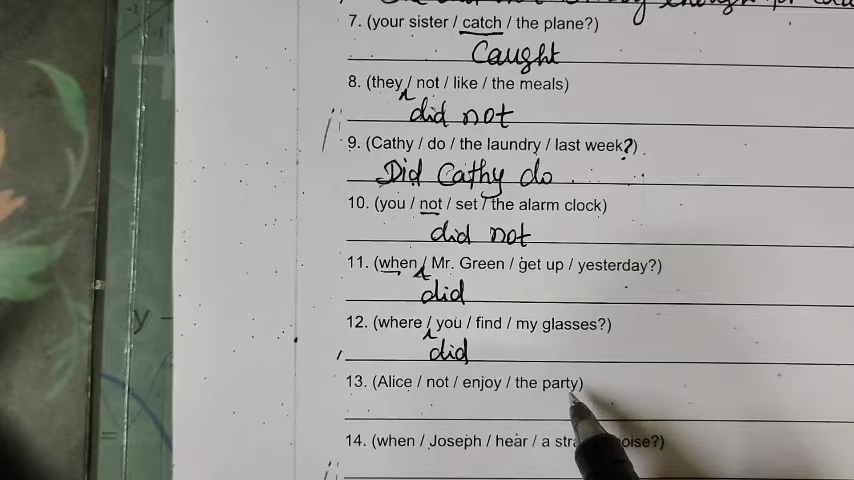 7. (your sister / catch / the plane?)
Caught
8. (they / not / like / the meals)
did not
9. (Cathy / do / the laundry / last week?)
Did Cathy do
10. (you / not / set / the alarm clock)
did not
11. (when / Mr. Green / get up / yesterday?)
did
12. (where / you / find / my glasses?)
did
13. (Alice / not / enjoy / the party)
14. (when / Joseph / hear / a